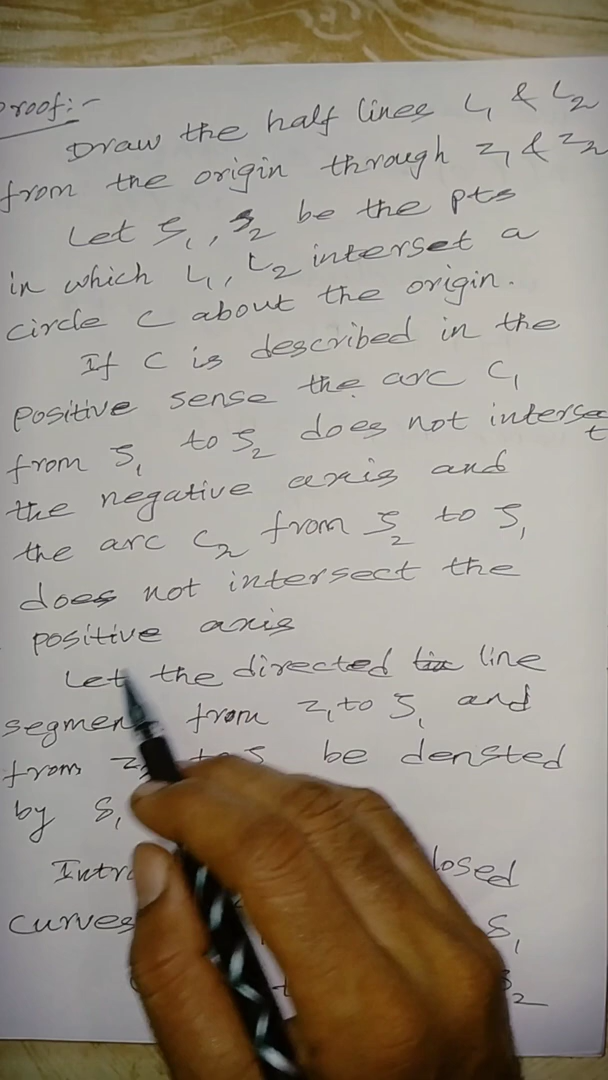 Proof:-
Draw the half lines L₁ & L₂
from the origin through z₁ & z₂
Let ζ₁, ζ₂ be the pts
in which L₁, L₂ interset a
circle C about the origin.
If C is described in the
positive sense the arc C₁
from ζ₁ to ζ₂ does not intersect
the negative axis and
the arc C₂ from ζ₂ to ζ₁
does not intersect the
positive axis
Let the directed line
segment from z₁ to ζ₁ and
from be denoted
by δ₁
curves δ₁